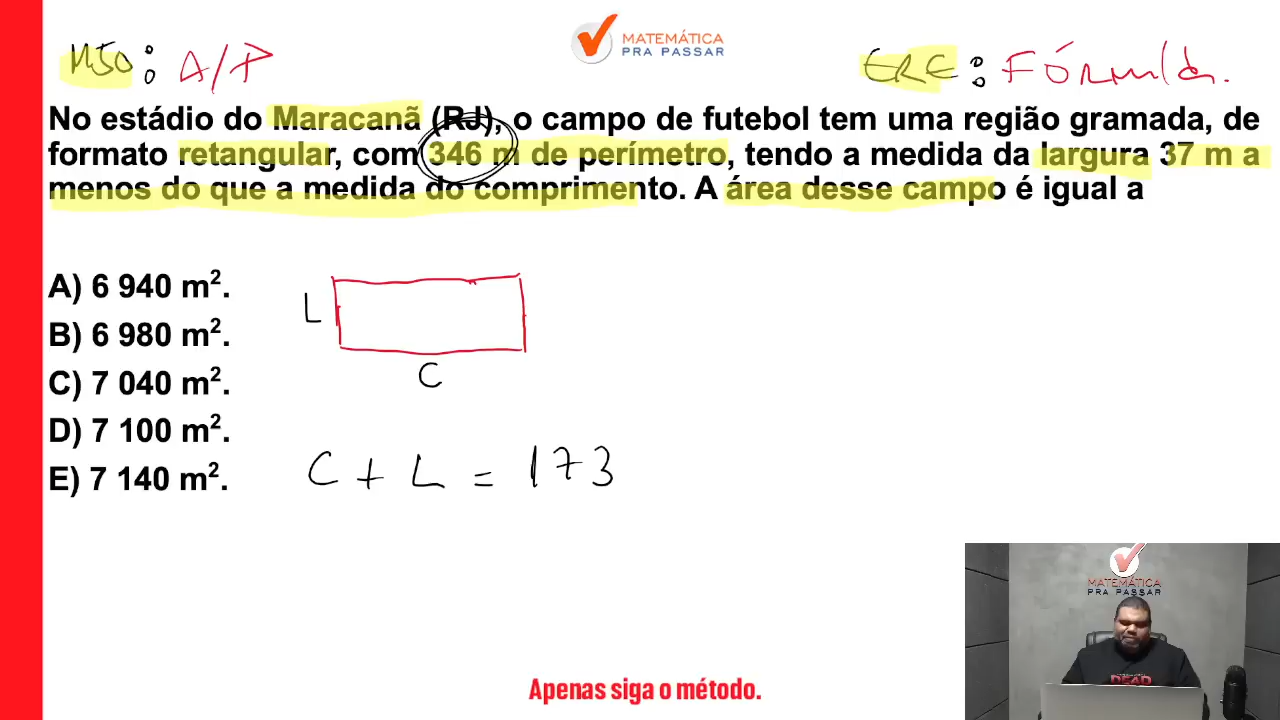 MATEMÁTICA
PRA PASSAR
M50: A/P
ERE: Fórmula.
No estádio do Maracanã (RJ), o campo de futebol tem uma região gramada, de
formato retangular, com 346 m de perímetro, tendo a medida da largura 37 m a
menos do que a medida do comprimento. A área desse campo é igual a
A) 6 940 m².
B) 6 980 m².
C) 7 040 m².
D) 7 100 m².
E) 7 140 m².
L
C
C + L = 173
MATEMÁTICA
PRA PASSAR
DEAD
Apenas siga o método.